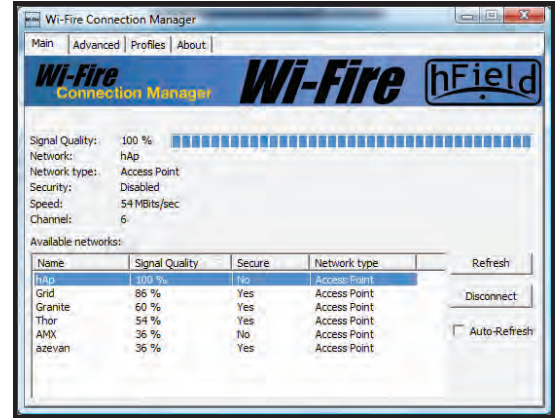 Wi-Fire Connection Manager
Main Advanced Profiles About
Wi-Fire
Connection Manager
Wi-Fire
hField
Signal Quality: 100 %
Network: hAp
Network type: Access Point
Security: Disabled
Speed: 54 MBits/sec
Channel: 6
Available networks:
Name Signal Quality Secure Network type
hAp 100 % No Access Point
Grid 86 % Yes Access Point
Granite 60 % Yes Access Point
Thor 54 % Yes Access Point
AMX 36 % No Access Point
azevan 36 % Yes Access Point
Refresh
Disconnect
Auto-Refresh